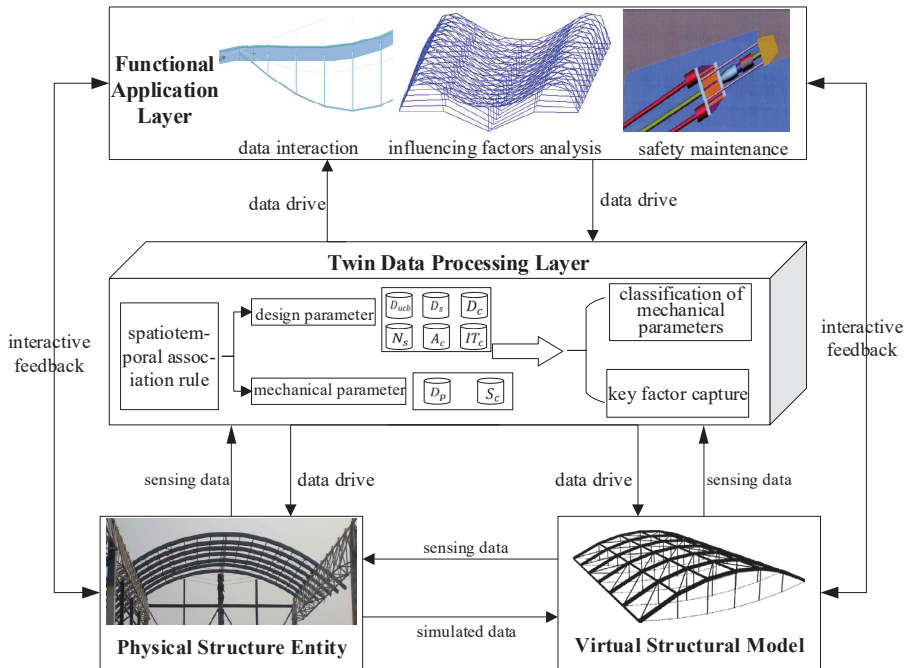 Functional
Application
Layer
data interaction
influencing factors analysis
safety maintenance
data drive
data drive
Twin Data Processing Layer
spatiotem-
poral assoc-
iation rule
design parameter
mechanical parameter
D_ucb D_s D_c
N_s A_c IT_c
D_p S_c
classification of
mechanical
parameters
key factor capture
interactive
feedback
interactive
feedback
sensing data
data drive
data drive
sensing data
sensing data
simulated data
Physical Structure Entity
Virtual Structural Model